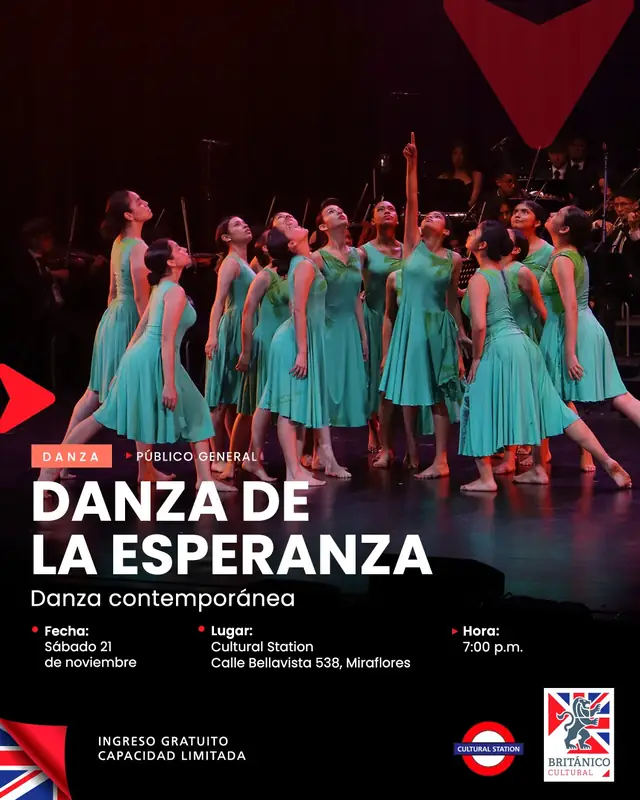 DANZA
PÚBLICO GENERAL
DANZA DE
LA ESPERANZA
Danza contemporánea
Fecha:
Sábado 21
de noviembre
Lugar:
Cultural Station
Calle Bellavista 538, Miraflores
Hora:
7:00 p.m.
INGRESO GRATUITO
CAPACIDAD LIMITADA
CULTURAL STATION
BRITÁNICO
CULTURAL